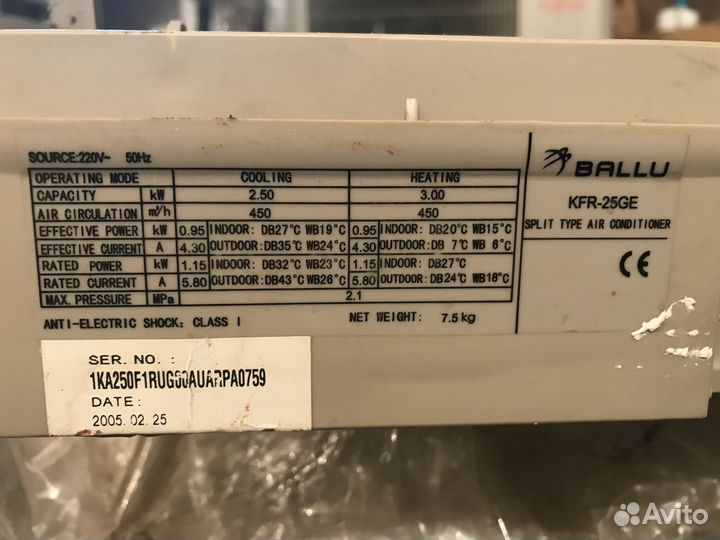 SOURCE:220V~ 50Hz
OPERATING MODE COOLING HEATING
CAPACITY kW 2.50 3.00
AIR CIRCULATION m³/h 450 450
EFFECTIVE POWER kW 0.95 INDOOR: DB27°C WB19°C 0.95 INDOOR: DB20°C WB15°C
EFFECTIVE CURRENT A 4.30 OUTDOOR: DB35°C WB24°C 4.30 OUTDOOR: DB 7°C WB 6°C
RATED POWER kW 1.15 INDOOR: DB32°C WB23°C 1.15 INDOOR: DB27°C
RATED CURRENT A 5.80 OUTDOOR:DB43°C WB26°C 5.80 OUTDOOR:DB24°C WB18°C
MAX. PRESSURE MPa 2.1
ANTI-ELECTRIC SHOCK: CLASS I NET WEIGHT: 7.5kg
BALLU
KFR-25GE
SPLIT TYPE AIR CONDITIONER
CE
SER. NO. :
DATE:
2005. 02. 25
Avito